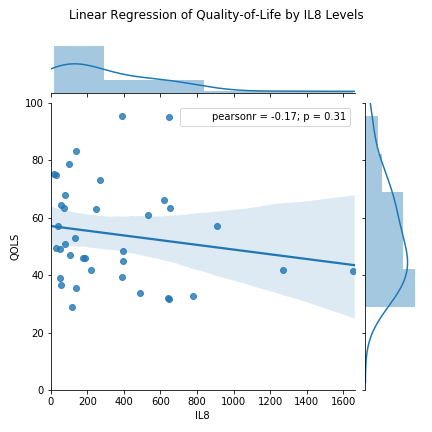 Linear Regression of Quality-of-Life by IL8 Levels
pearsonr = -0.17; p = 0.31
100
80
60
40
20
0
QOLS
0 200 400 600 800 1000 1200 1400 1600
IL8